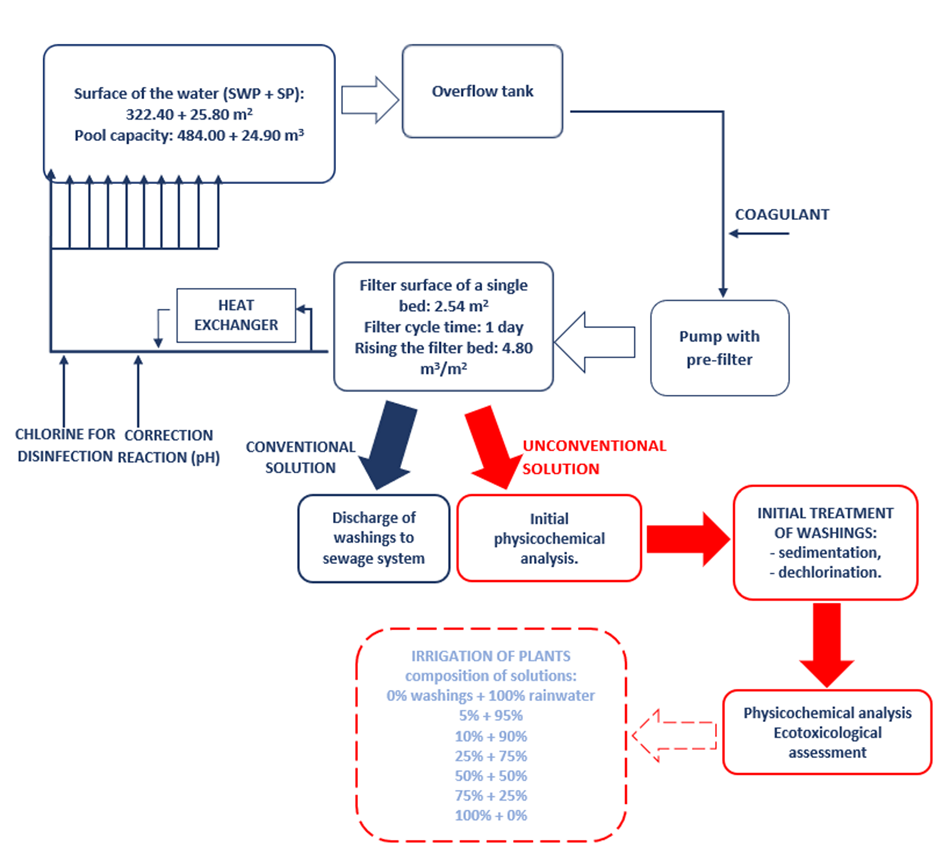 Surface of the water (SWP + SP):
322.40 + 25.80 m²
Pool capacity: 484.00 + 24.90 m³
Overflow tank
COAGULANT
Pump with
pre-filter
Filter surface of a single
bed: 2.54 m²
Filter cycle time: 1 day
Rising the filter bed: 4.80
m³/m²
HEAT
EXCHANGER
CHLORINE FOR
DISINFECTION
CORRECTION
REACTION (pH)
CONVENTIONAL
SOLUTION
UNCONVENTIONAL
SOLUTION
Discharge of
washings to
sewage system
Initial
physicochemical
analysis.
INITIAL TREATMENT
OF WASHINGS:
- sedimentation,
- dechlorination.
Physicochemical analysis
Ecotoxicological
assessment
IRRIGATION OF PLANTS
composition of solutions:
0% washings + 100% rainwater
5% + 95%
10% + 90%
25% + 75%
50% + 50%
75% + 25%
100% + 0%